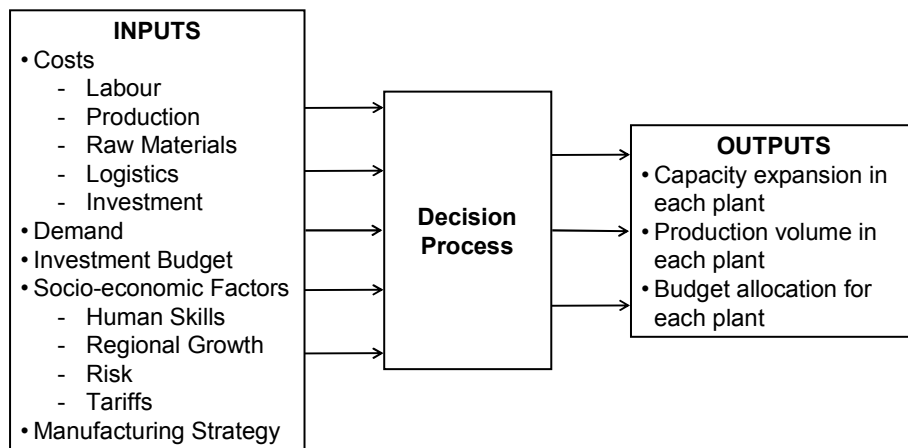 INPUTS
• Costs
- Labour
- Production
- Raw Materials
- Logistics
- Investment
• Demand
• Investment Budget
• Socio-economic Factors
- Human Skills
- Regional Growth
- Risk
- Tariffs
• Manufacturing Strategy
Decision
Process
OUTPUTS
• Capacity expansion in
each plant
• Production volume in
each plant
• Budget allocation for
each plant